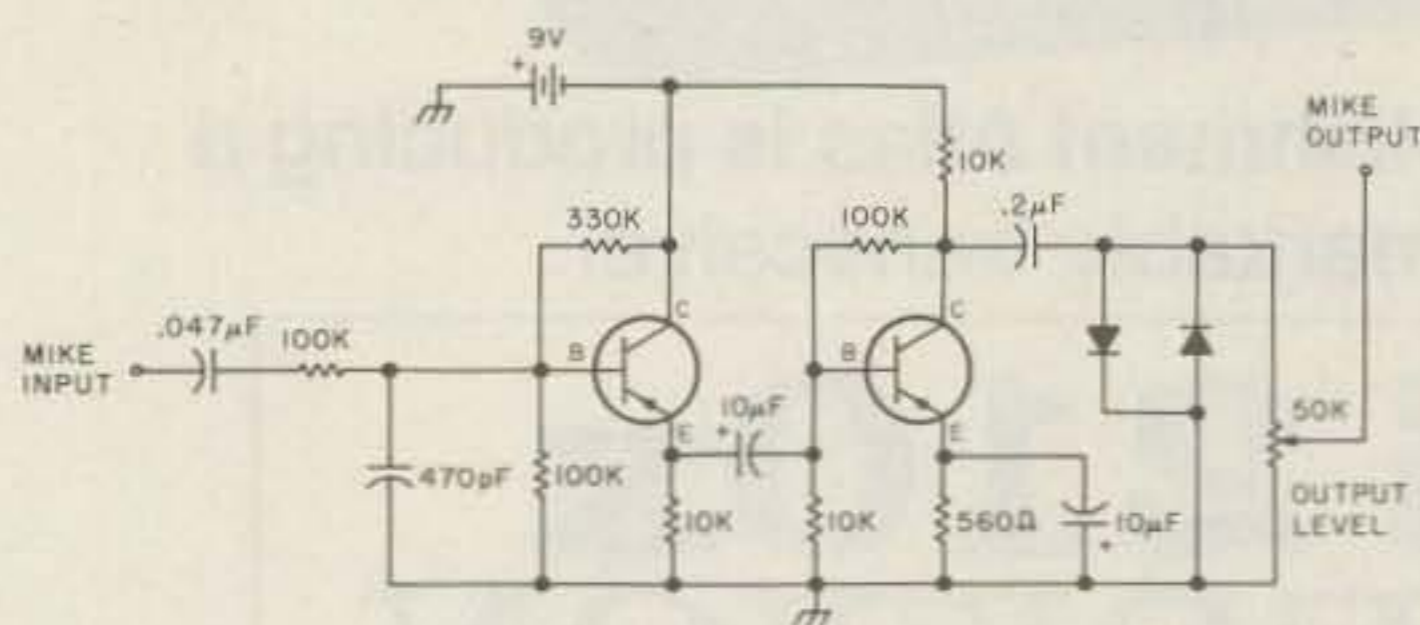 9V
+
MIKE
OUTPUT
10K
330K
100K
.2µF
.047µF
100K
C
C
MIKE
INPUT
B
B
10µF
+
50K
E
E
470pF
100K
10K
10K
560Ω
10µF
+
OUTPUT
LEVEL